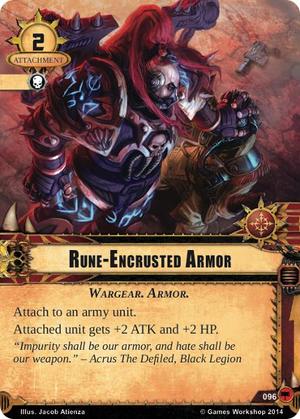 2
ATTACHMENT
RUNE-ENCRUSTED ARMOR
WARGEAR. ARMOR.
Attach to an army unit.
Attached unit gets +2 ATK and +2 HP.
“Impurity shall be our armor, and hate shall be
our weapon.” – Acrus The Defiled, Black Legion
096
Illus. Jacob Atienza
© Games Workshop 2014